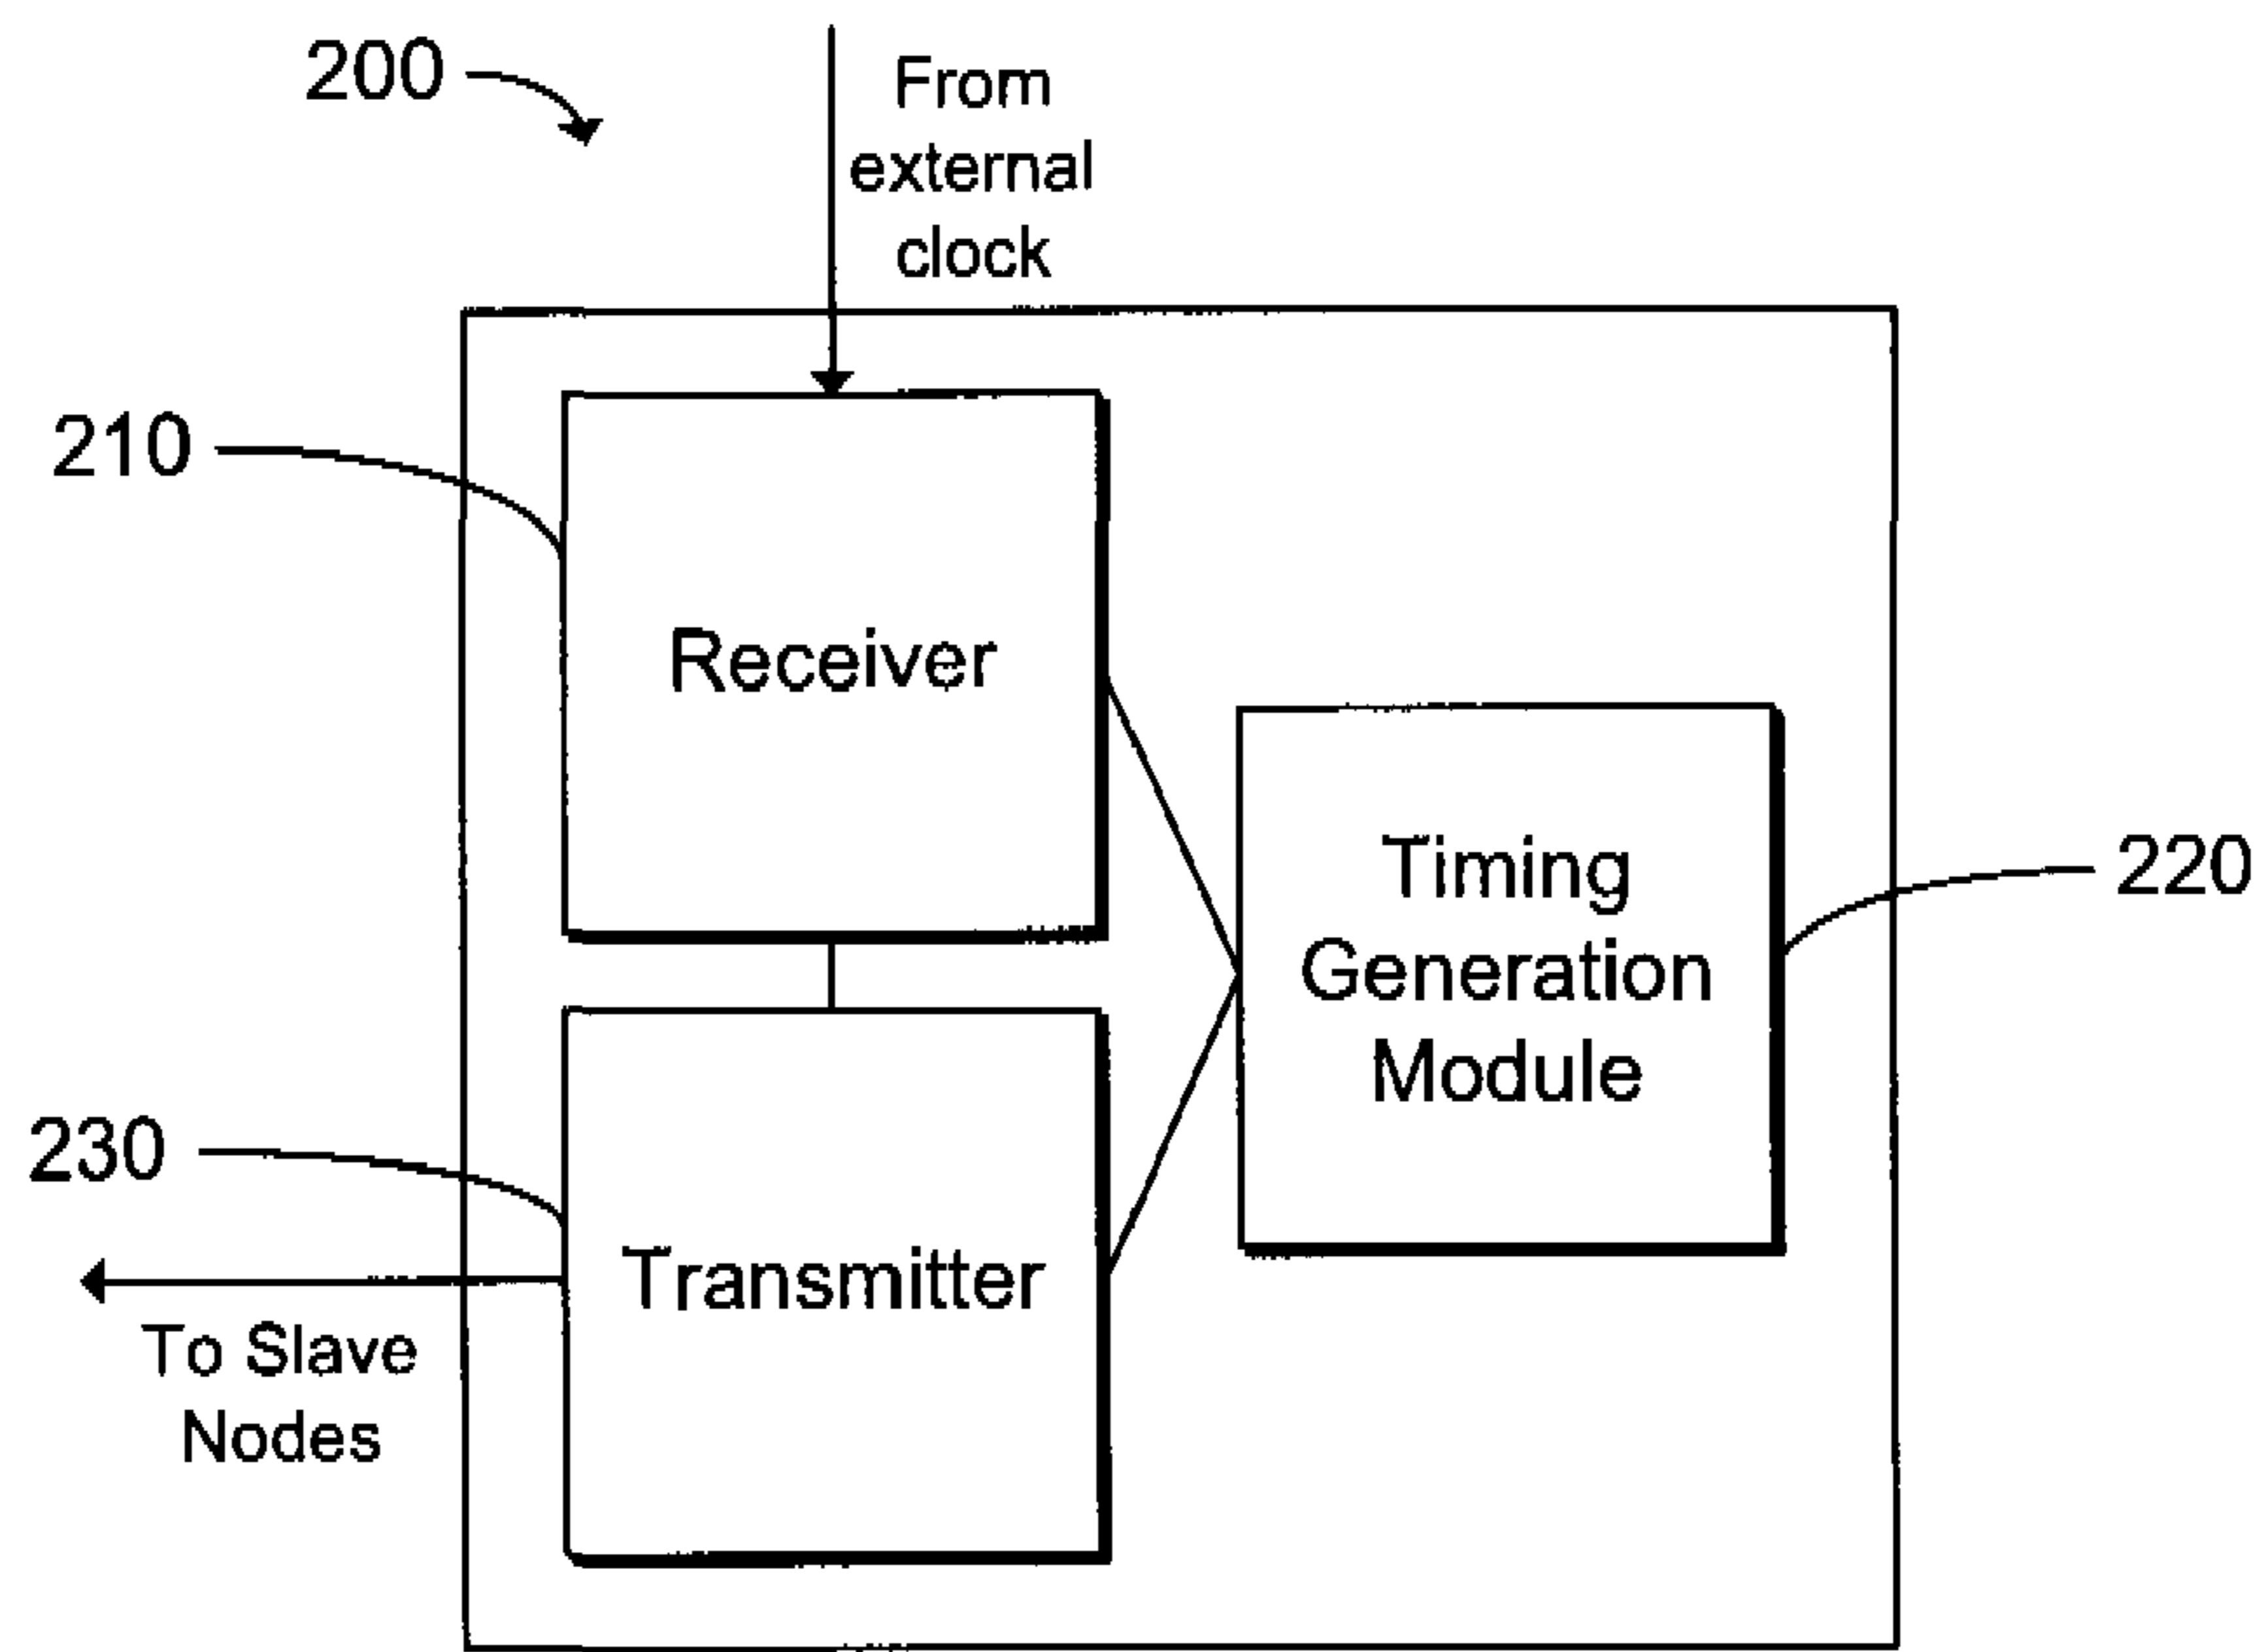 200
From
external
clock
210
Receiver
Timing
Generation
Module
220
230
Transmitter
To Slave
Nodes